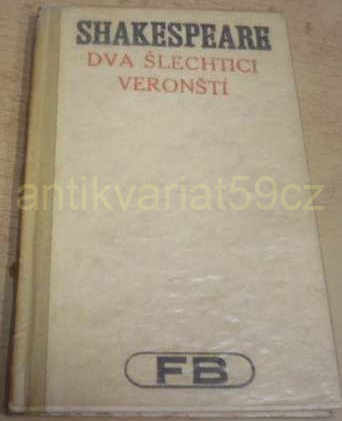 SHAKESPEARE
DVA ŠLECHTICI
VERONŠTÍ
antikvariat59cz
FB